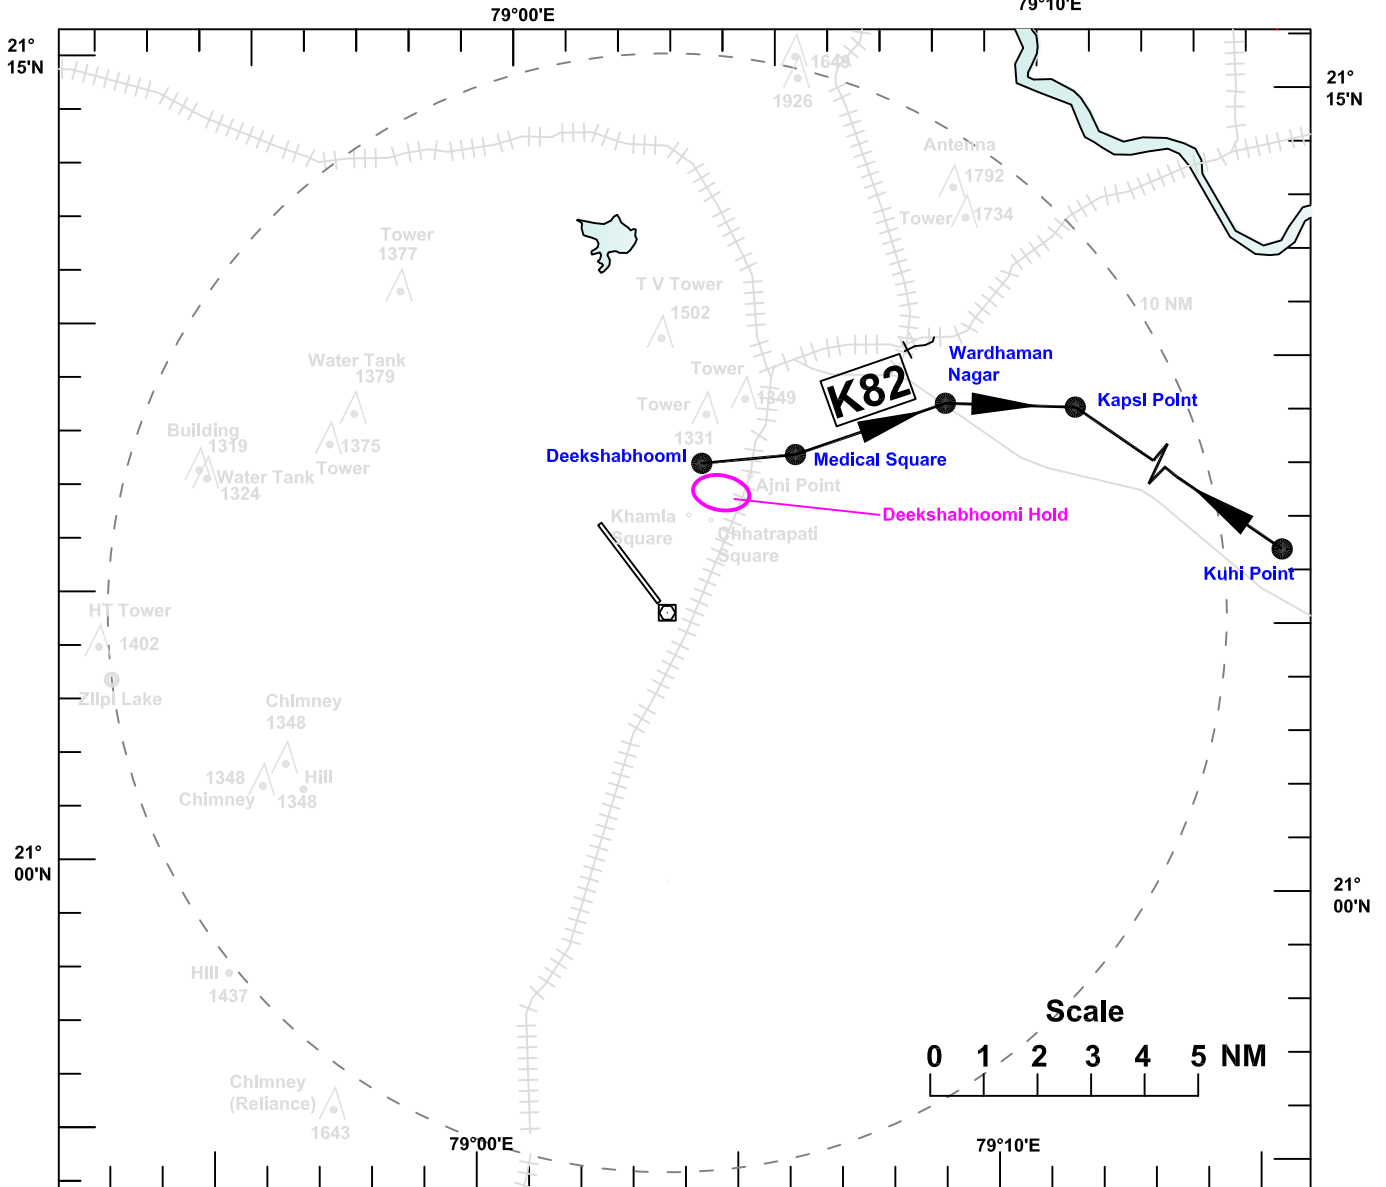 79°00'E
79°10'E
21°
15'N
21°
15'N
1649
1926
Antenna
1792
Tower
1734
Tower
1377
T V Tower
1502
10 NM
Water Tank
1379
Tower
1349
Wardhaman
Nagar
K82
Kapsi Point
Tower
1331
Building
1319
1375
Tower
Water Tank
1324
Deekshabhoomi
Medical Square
Ajni Point
Deekshabhoomi Hold
Khamla
Square
Chhatrapati
Square
Kuhi Point
HT Tower
1402
Zilpi Lake
Chimney
1348
1348
Chimney
Hill
1348
21°
00'N
21°
00'N
Hill
1437
Scale
0 1 2 3 4 5 NM
Chimney
(Reliance)
1643
79°00'E
79°10'E